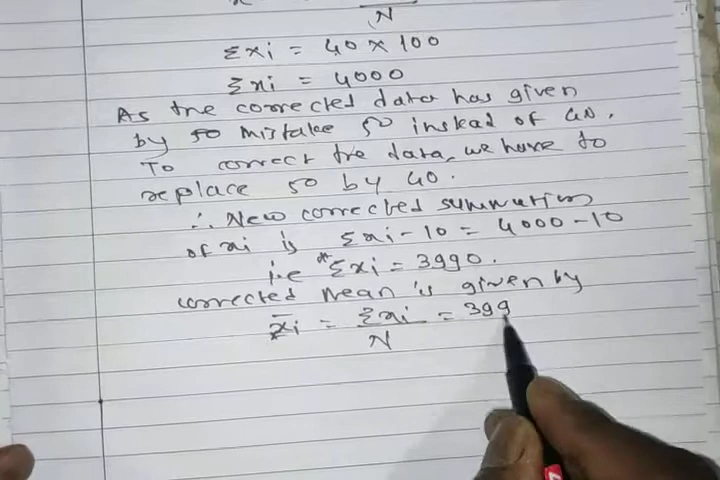 N
Σxi = 40 × 100
Σxi = 4000
As the corrected data has given
by mistake 50 instead of 40.
To correct the data, we have to
replace 50 by 40.
∴ New corrected summation
of xi is Σxi - 10 = 4000 - 10
i.e Σxi = 3990.
corrected mean is given by
x̄i = Σxi / N = 399